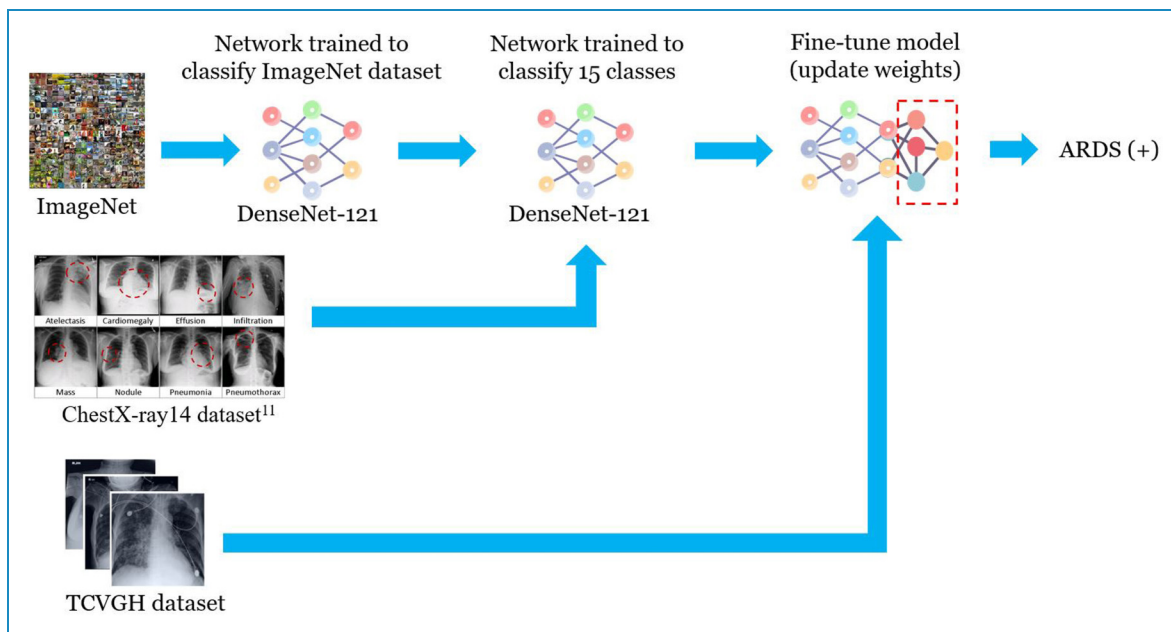 Network trained to
classify ImageNet dataset
Network trained to
classify 15 classes
Fine-tune model
(update weights)
ImageNet
DenseNet-121
DenseNet-121
ARDS (+)
Atelectasis
Cardiomegaly
Effusion
Infiltration
Mass
Nodule
Pneumonia
Pneumothorax
ChestX-ray14 dataset¹¹
TCVGH dataset